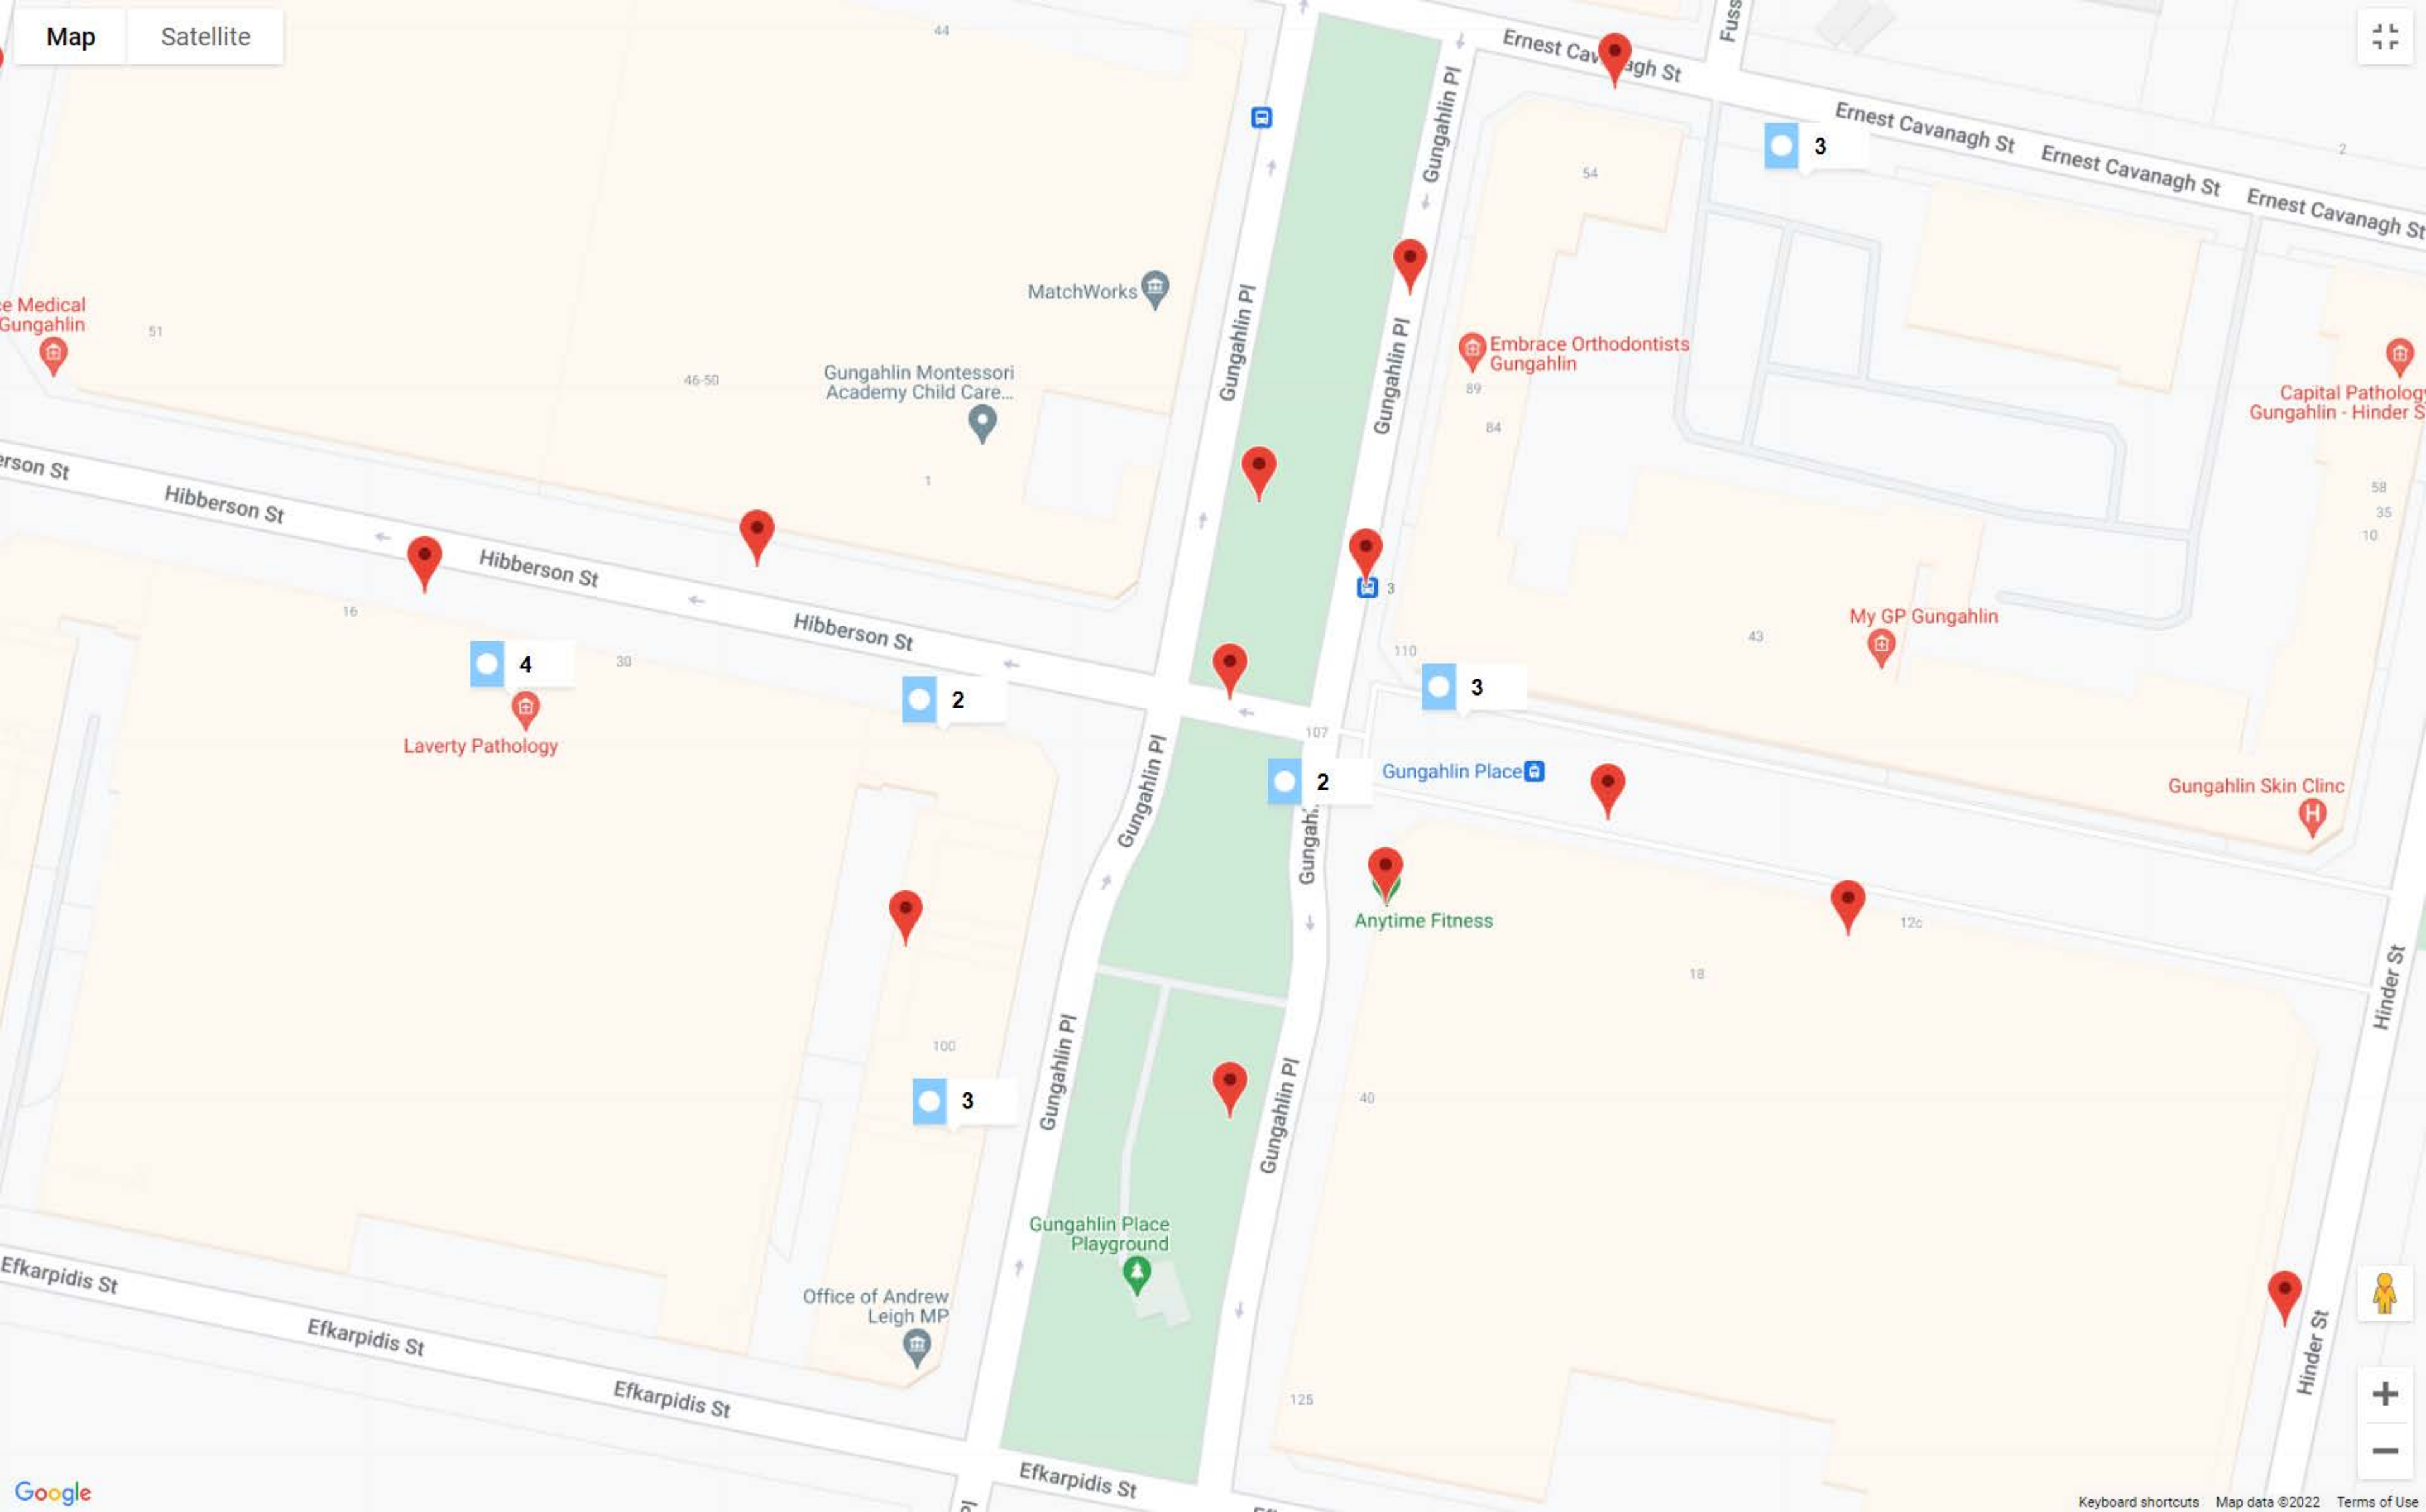 Map
Satellite
44
Ernest Cavanagh St
Fuss
Ernest Cavanagh St
Ernest Cavanagh St
Ernest Cavanagh St
2
3
Gungahlin Pl
54
MatchWorks
Gungahlin Pl
Gungahlin Pl
e Medical
Gungahlin
51
46-50
Gungahlin Montessori
Academy Child Care...
1
Embrace Orthodontists
Gungahlin
89
84
Capital Pathology
Gungahlin - Hinder S
58
35
10
erson St
Hibberson St
Hibberson St
Hibberson St
16
30
3
My GP Gungahlin
43
110
4
2
3
Laverty Pathology
107
Gungahlin Pl
2
Gungahlin Place
Gungahl
Gungahlin Skin Clinc
Anytime Fitness
12c
18
Hinder St
100
3
Gungahlin Pl
Gungahlin Pl
40
Gungahlin Place
Playground
Office of Andrew
Leigh MP
Efkarpidis St
Efkarpidis St
Efkarpidis St
Efkarpidis St
125
Hinder St
Pl
Google
Keyboard shortcuts
Map data ©2022
Terms of Use